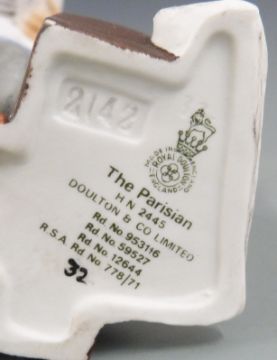 2142
MADE IN
ROYAL DOULTON
ENGLAND
The Parisian
H N 2445
DOULTON & CO LIMITED
Rd No. 953116
Rd No. 59527
Rd No. 12644
R.S.A Rd No 778/71
32